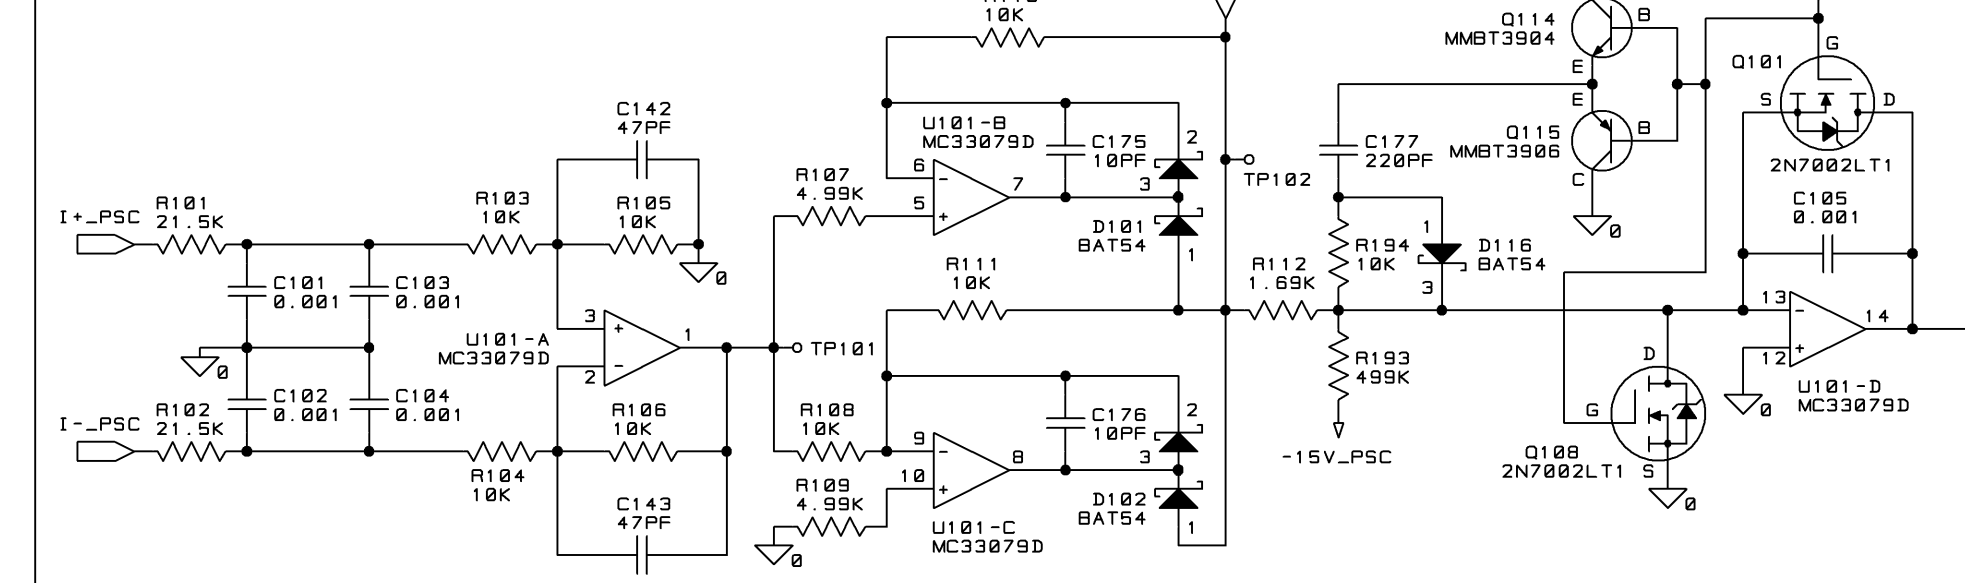 10K
Q114
MMBT3904
B
E
E
Q115
MMBT3906
B
C
0
Q101
G
S
D
2N7002LT1
C105
0.001
C142
47PF
U101-B
MC33079D
6
-
5
+
7
C175
10PF
2
3
D101
BAT54
1
TP102
C177
220PF
I+_PSC
R101
21.5K
R103
10K
R105
10K
0
R107
4.99K
C101
0.001
C103
0.001
R111
10K
R112
1.69K
R194
10K
1
D116
BAT54
3
3
+
U101-A
MC33079D
-
2
1
TP101
0
C102
0.001
C104
0.001
R193
499K
-15V_PSC
13
-
14
+
12
U101-D
MC33079D
0
I-_PSC
R102
21.5K
R104
10K
R106
10K
C143
47PF
R108
10K
R109
4.99K
0
9
-
10
+
8
U101-C
MC33079D
C176
10PF
2
3
D102
BAT54
1
D
G
S
Q108
2N7002LT1
0